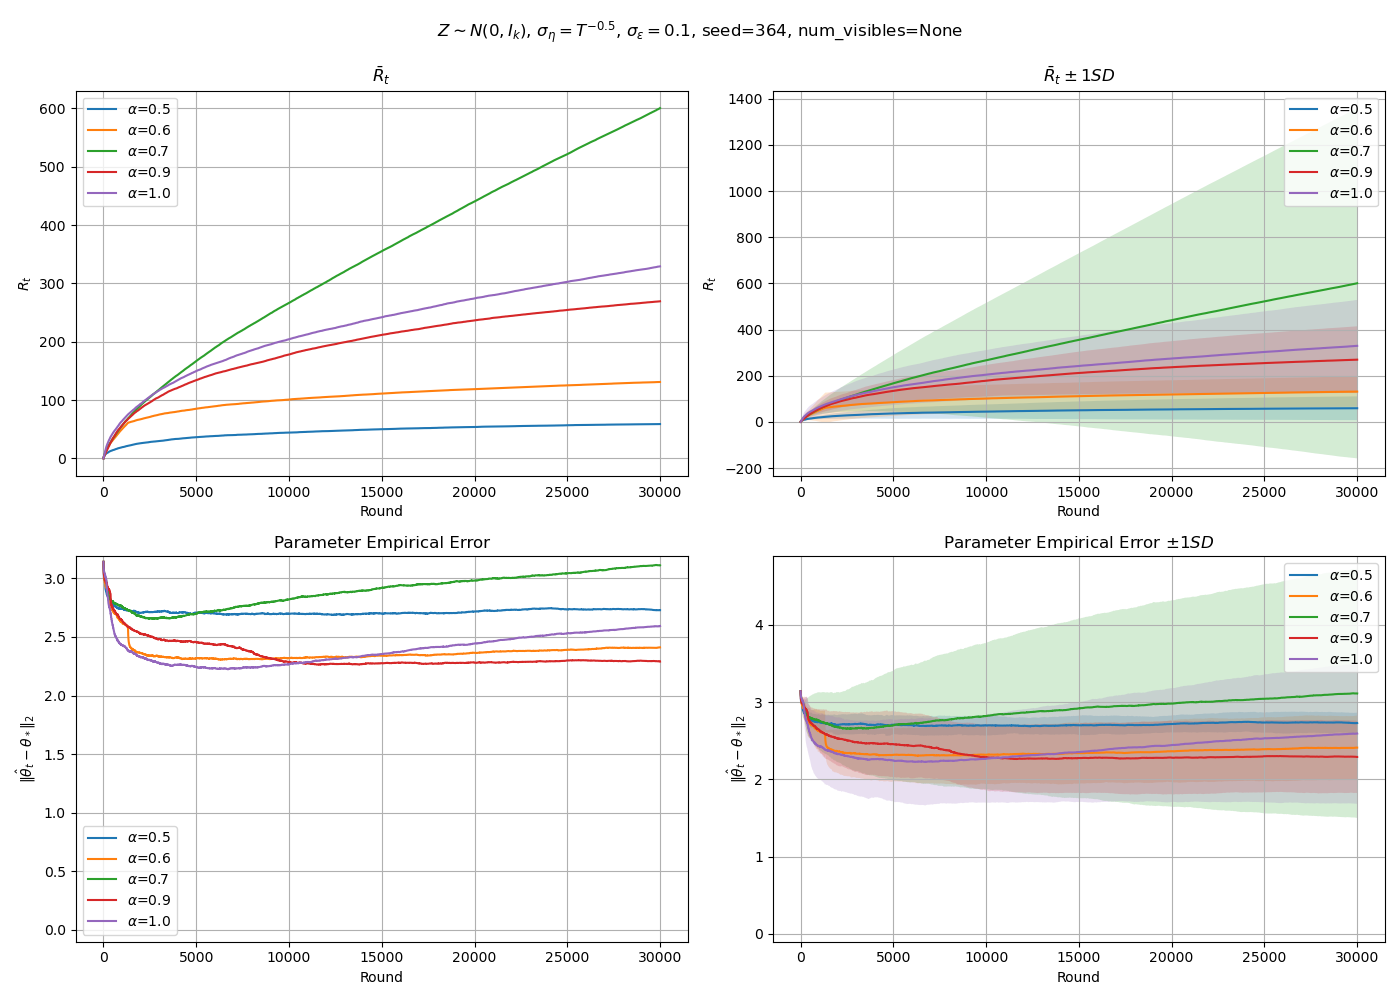 Z ~ N(0, I_k), σ_η = T^{−0.5}, σ_ε = 0.1, seed=364, num_visibles=None
R̄_t
R_t
600
500
400
300
200
100
0
α=0.5
α=0.6
α=0.7
α=0.9
α=1.0
0 5000 10000 15000 20000 25000 30000
Round
R̄_t ± 1SD
R_t
1400
1200
1000
800
600
400
200
0
−200
α=0.5
α=0.6
α=0.7
α=0.9
α=1.0
0 5000 10000 15000 20000 25000 30000
Round
Parameter Empirical Error
‖θ̂_t − θ_*‖_2
3.0
2.5
2.0
1.5
1.0
0.5
0.0
α=0.5
α=0.6
α=0.7
α=0.9
α=1.0
0 5000 10000 15000 20000 25000 30000
Round
Parameter Empirical Error ±1SD
‖θ̂_t − θ_*‖_2
4
3
2
1
0
α=0.5
α=0.6
α=0.7
α=0.9
α=1.0
0 5000 10000 15000 20000 25000 30000
Round